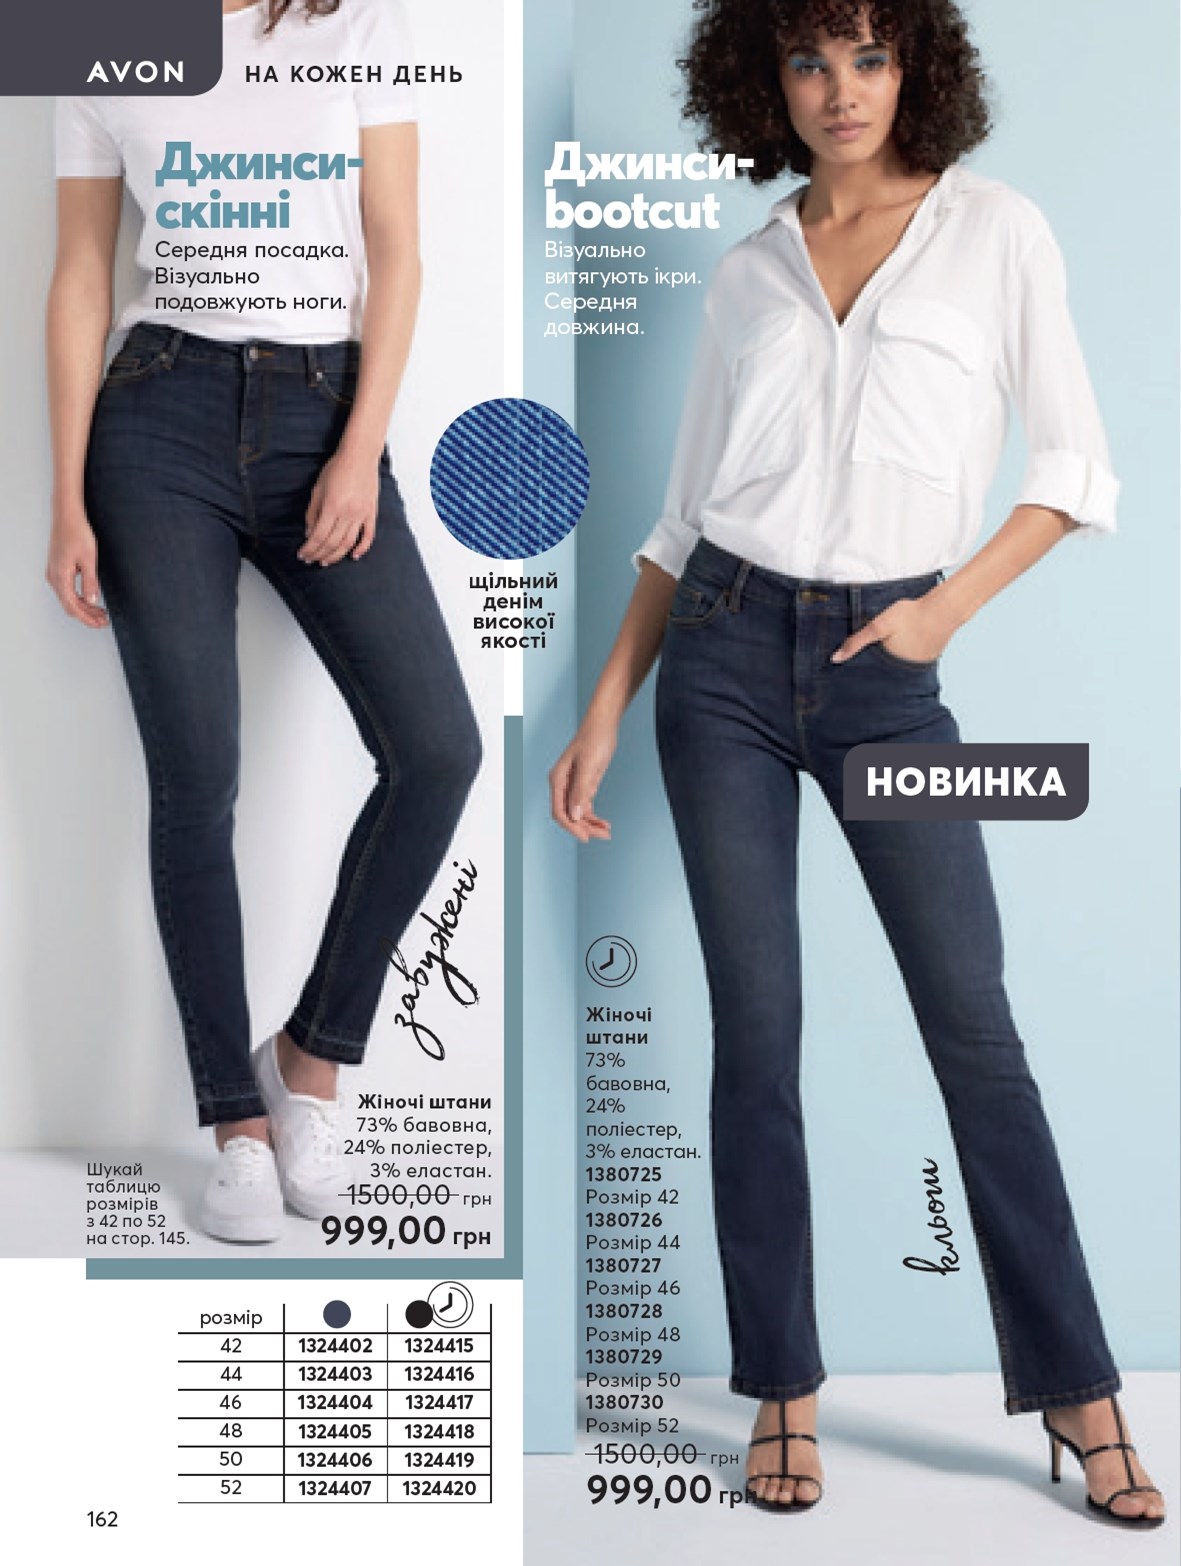 AVON
НА КОЖЕН ДЕНЬ
Джинси-
скінні
Середня посадка.
Візуально
подовжують ноги.
Джинси-
bootcut
Візуально
витягують ікри.
Середня
довжина.
щільний
денім
високої
якості
НОВИНКА
завужені
Жіночі штани
73% бавовна,
24% поліестер,
3% еластан.
1500,00 грн
999,00 грн
Шукай
таблицю
розмірів
з 42 по 52
на стор. 145.
розмір
42 1324402 1324415
44 1324403 1324416
46 1324404 1324417
48 1324405 1324418
50 1324406 1324419
52 1324407 1324420
162
Жіночі
штани
73%
бавовна,
24%
поліестер,
3% еластан.
1380725
Розмір 42
1380726
Розмір 44
1380727
Розмір 46
1380728
Розмір 48
1380729
Розмір 50
1380730
Розмір 52
1500,00 грн
999,00 грн
кльош